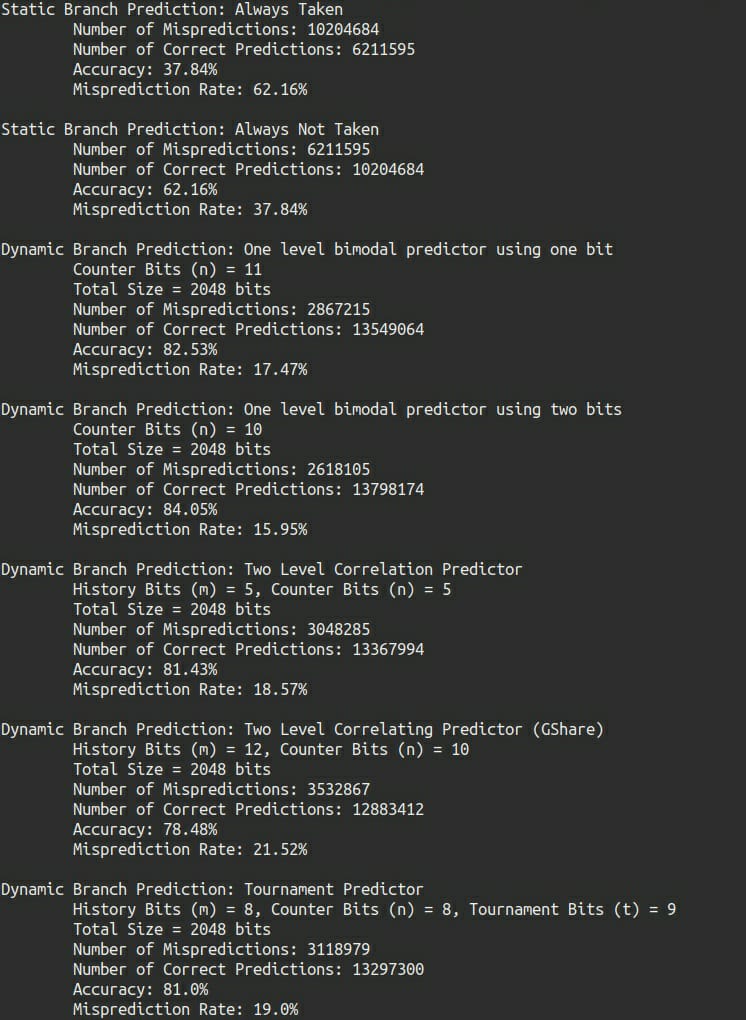 Static Branch Prediction: Always Taken
Number of Mispredictions: 10204684
Number of Correct Predictions: 6211595
Accuracy: 37.84%
Misprediction Rate: 62.16%
Static Branch Prediction: Always Not Taken
Number of Mispredictions: 6211595
Number of Correct Predictions: 10204684
Accuracy: 62.16%
Misprediction Rate: 37.84%
Dynamic Branch Prediction: One level bimodal predictor using one bit
Counter Bits (n) = 11
Total Size = 2048 bits
Number of Mispredictions: 2867215
Number of Correct Predictions: 13549064
Accuracy: 82.53%
Misprediction Rate: 17.47%
Dynamic Branch Prediction: One level bimodal predictor using two bits
Counter Bits (n) = 10
Total Size = 2048 bits
Number of Mispredictions: 2618105
Number of Correct Predictions: 13798174
Accuracy: 84.05%
Misprediction Rate: 15.95%
Dynamic Branch Prediction: Two Level Correlation Predictor
History Bits (m) = 5, Counter Bits (n) = 5
Total Size = 2048 bits
Number of Mispredictions: 3048285
Number of Correct Predictions: 13367994
Accuracy: 81.43%
Misprediction Rate: 18.57%
Dynamic Branch Prediction: Two Level Correlating Predictor (GShare)
History Bits (m) = 12, Counter Bits (n) = 10
Total Size = 2048 bits
Number of Mispredictions: 3532867
Number of Correct Predictions: 12883412
Accuracy: 78.48%
Misprediction Rate: 21.52%
Dynamic Branch Prediction: Tournament Predictor
History Bits (m) = 8, Counter Bits (n) = 8, Tournament Bits (t) = 9
Total Size = 2048 bits
Number of Mispredictions: 3118979
Number of Correct Predictions: 13297300
Accuracy: 81.0%
Misprediction Rate: 19.0%